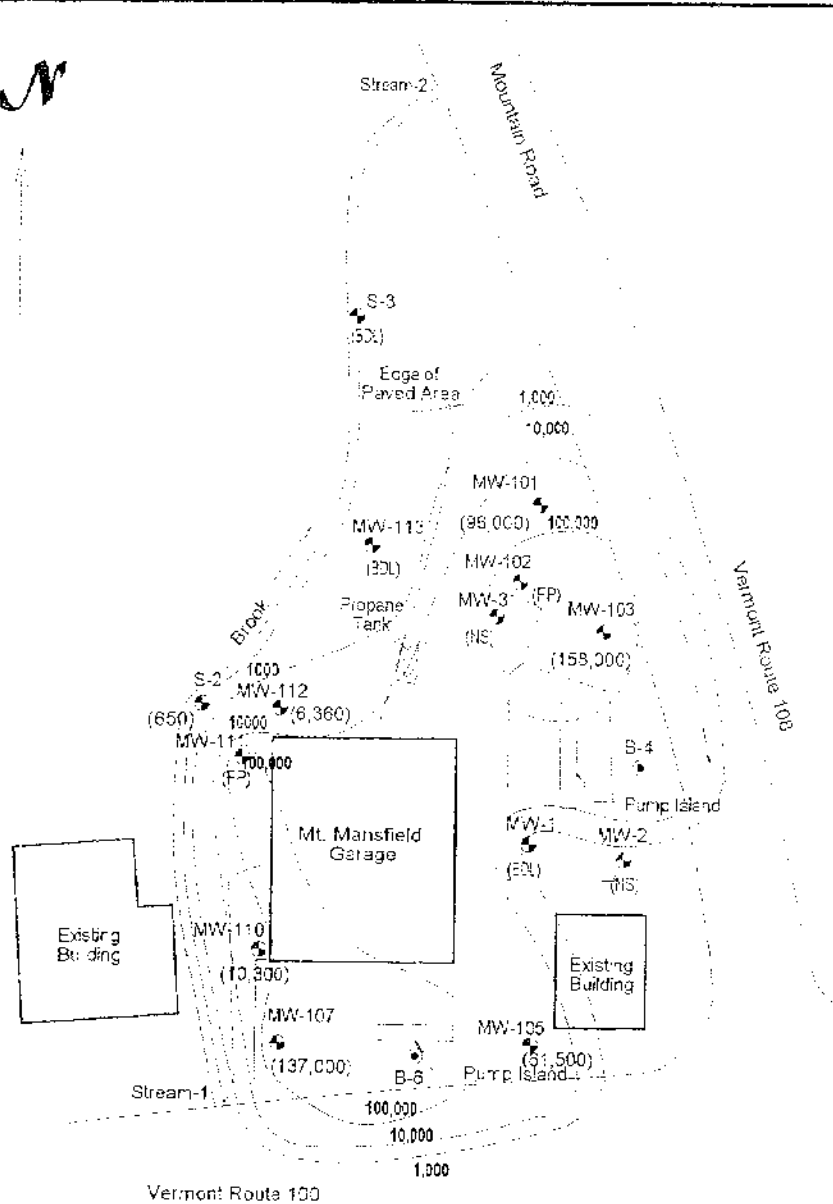 N
Stream-2
Mountain Road
S-3
(BDL)
Edge of
Paved Area
1,000
10,000
MW-101
(98,000)
100,000
MW-113
(BDL)
MW-102
(FP)
MW-3
(NS)
MW-103
(158,000)
Propane
Tank
Brook
Vermont Route 108
1000
S-2
(650)
MW-112
(6,360)
10000
MW-11
(FP)
100,000
B-4
Pump Island
Mt. Mansfield
Garage
MW-1
(BDL)
MW-2
(NS)
Existing
Building
MW-110
(10,300)
Existing
Building
MW-107
(137,000)
B-6
MW-105
(51,500)
Pump Island
Stream-1
100,000
10,000
1,000
Vermont Route 100